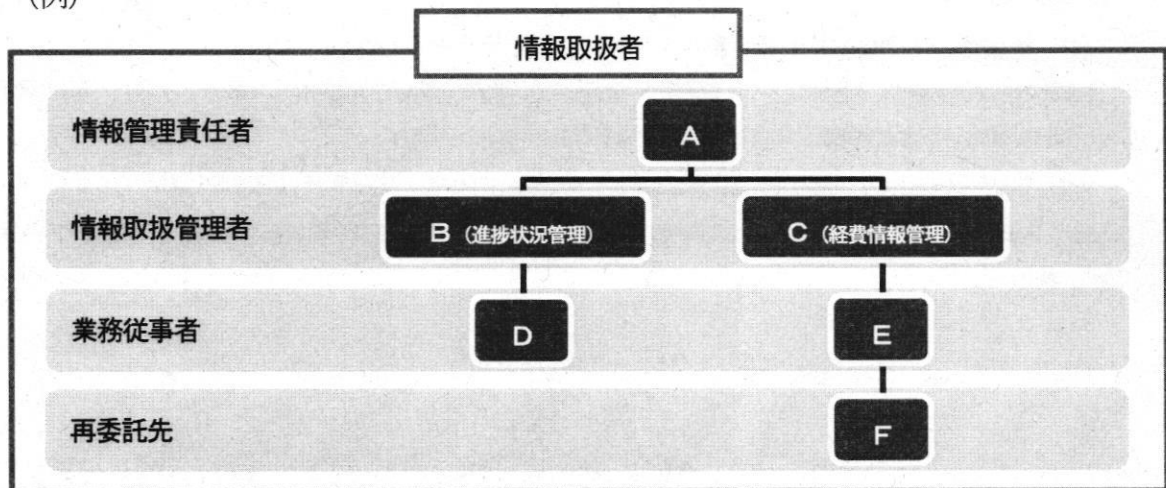 (例)
情報取扱者
情報管理責任者
A
情報取扱管理者
B (進捗状況管理)
C (経費情報管理)
業務従事者
D
E
再委託先
F